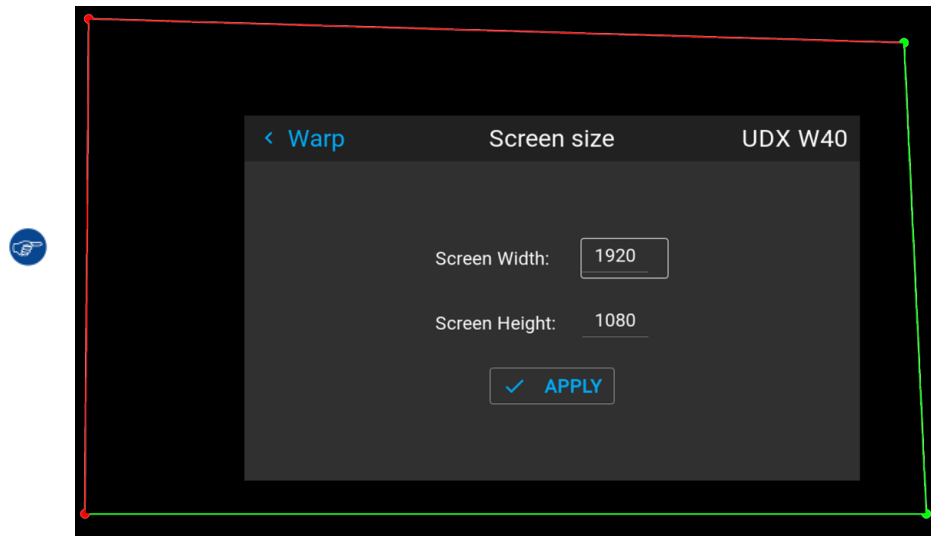 ‹ Warp Screen size UDX W40
Screen Width: 1920
Screen Height: 1080
APPLY